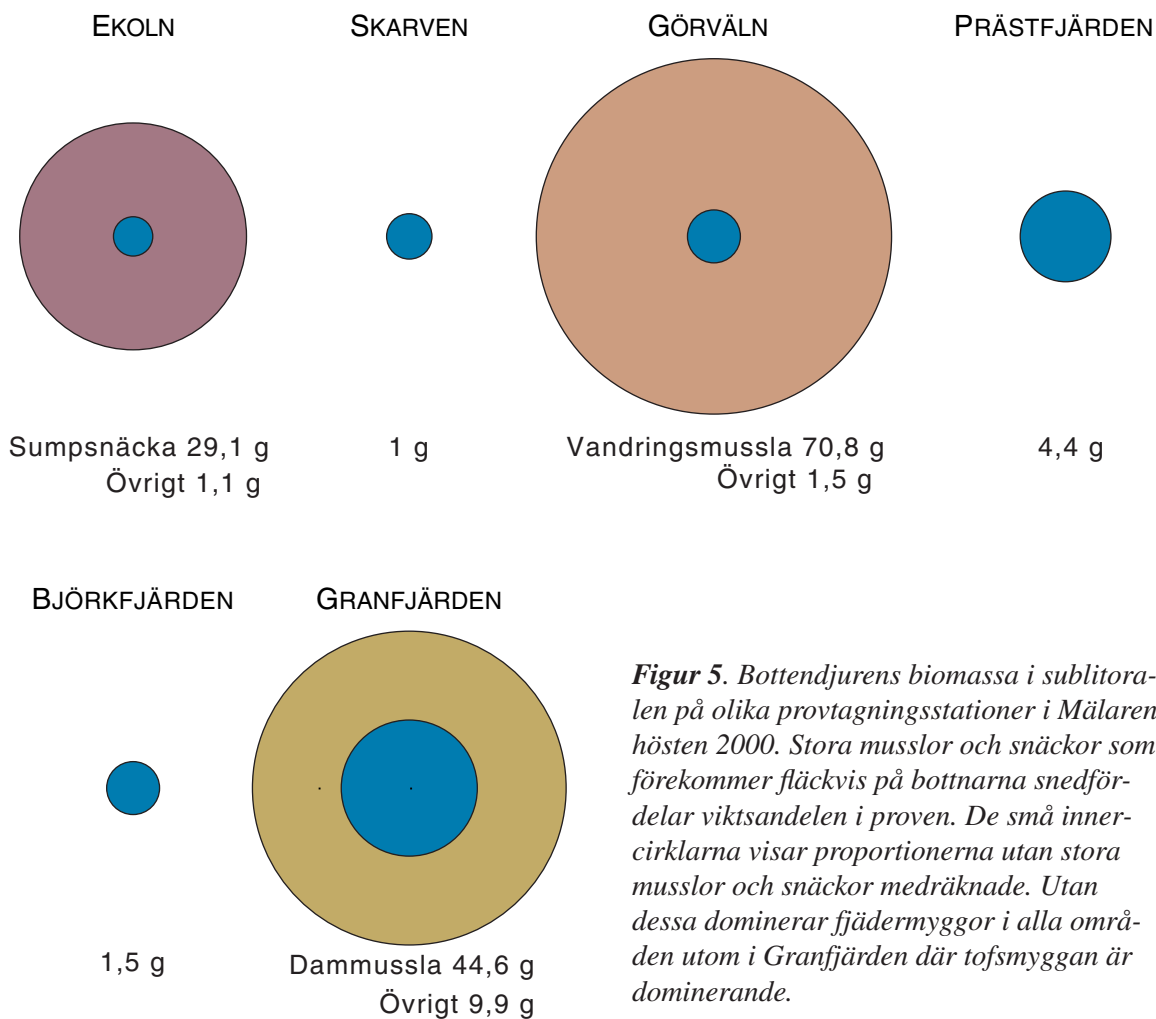 EKOLN
SKARVEN
GÖRVÄLN
PRÄSTFJÄRDEN
Sumpsnäcka 29,1 g
Övrigt 1,1 g
1 g
Vandringsmussla 70,8 g
Övrigt 1,5 g
4,4 g
BJÖRKFJÄRDEN
GRANFJÄRDEN
1,5 g
Dammussla 44,6 g
Övrigt 9,9 g
Figur 5. Bottendjurens biomassa i sublitora-
len på olika provtagningsstationer i Mälaren
hösten 2000. Stora musslor och snäckor som
förekommer fläckvis på bottnarna snedför-
delar viktsandelen i proven. De små inner-
cirklarna visar proportionerna utan stora
musslor och snäckor medräknade. Utan
dessa dominerar fjädermyggor i alla områ-
den utom i Granfjärden där tofsmyggan är
dominerande.